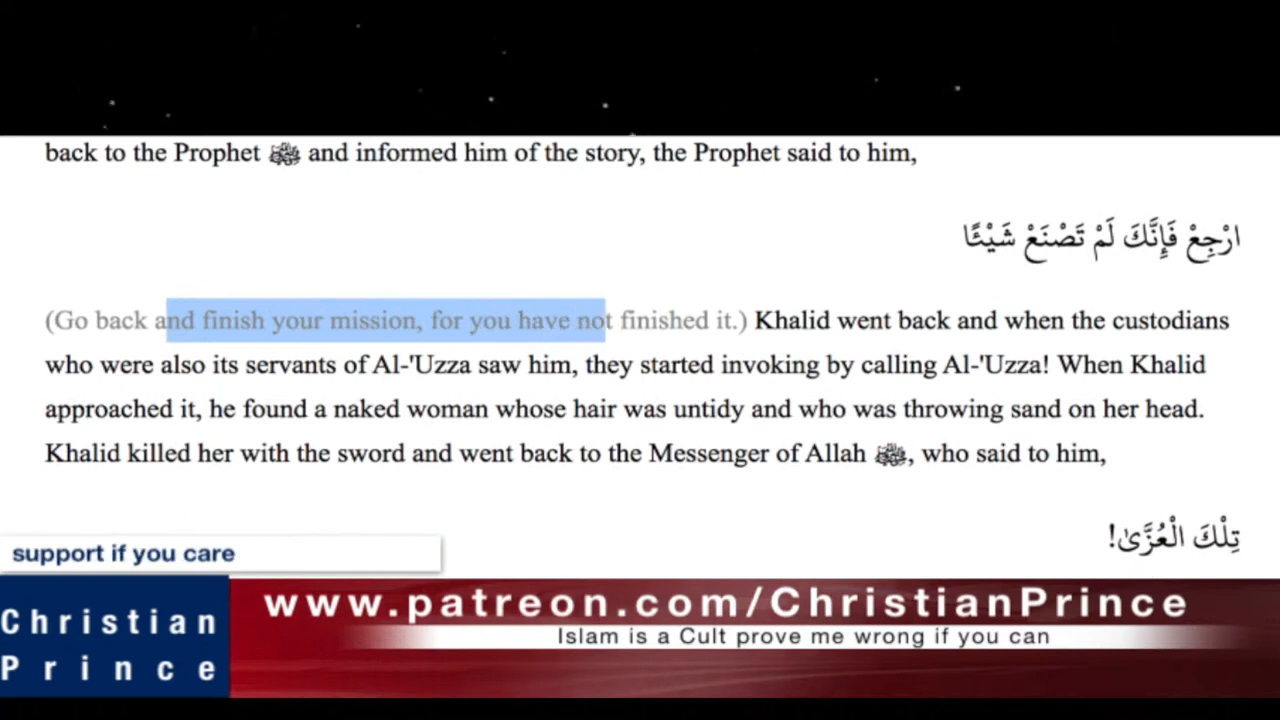 back to the Prophet ﷺ and informed him of the story, the Prophet said to him,
ارْجِعْ فَإِنَّكَ لَمْ تَصْنَعْ شَيْئًا
(Go back and finish your mission, for you have not finished it.) Khalid went back and when the custodians
who were also its servants of Al-'Uzza saw him, they started invoking by calling Al-'Uzza! When Khalid
approached it, he found a naked woman whose hair was untidy and who was throwing sand on her head.
Khalid killed her with the sword and went back to the Messenger of Allah ﷺ, who said to him,
تِلْكَ الْعُزَّىٰ!
support if you care
Christian
Prince
www.patreon.com/ChristianPrince
Islam is a Cult prove me wrong if you can